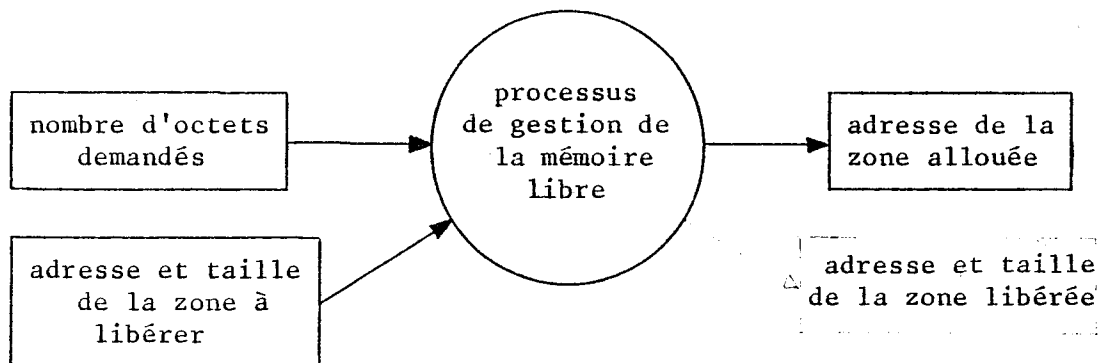 nombre d'octets
demandés
processus
de gestion de
la mémoire
libre
adresse de la
zone allouée
adresse et taille
de la zone à
libérer
adresse et taille
de la zone libérée